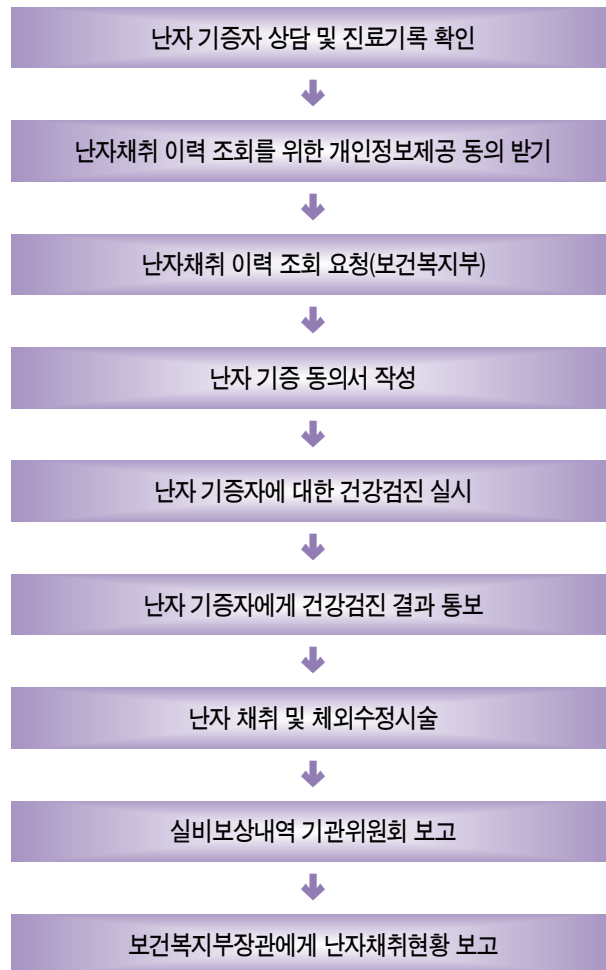 난자 기증자 상담 및 진료기록 확인
난자채취 이력 조회를 위한 개인정보제공 동의 받기
난자채취 이력 조회 요청(보건복지부)
난자 기증 동의서 작성
난자 기증자에 대한 건강검진 실시
난자 기증자에게 건강검진 결과 통보
난자 채취 및 체외수정시술
실비보상내역 기관위원회 보고
보건복지부장관에게 난자채취현황 보고